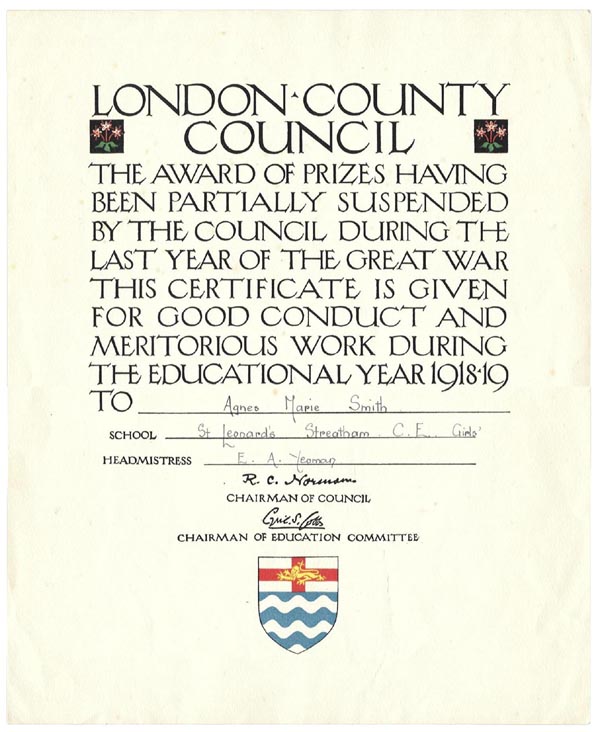 LONDON·COUNTY
COUNCIL
THE AWARD OF PRIZES HAVING
BEEN PARTIALLY SUSPENDED
BY THE COUNCIL DURING THE
LAST YEAR OF THE GREAT WAR
THIS CERTIFICATE IS GIVEN
FOR GOOD CONDUCT AND
MERITORIOUS WORK DURING
THE EDUCATIONAL YEAR 1918·19
TO Agnes Marie Smith
SCHOOL St Leonard's Streatham C.E. Girls'
HEADMISTRESS E. A. Yeoman
R. C. Norman
CHAIRMAN OF COUNCIL
CHAIRMAN OF EDUCATION COMMITTEE